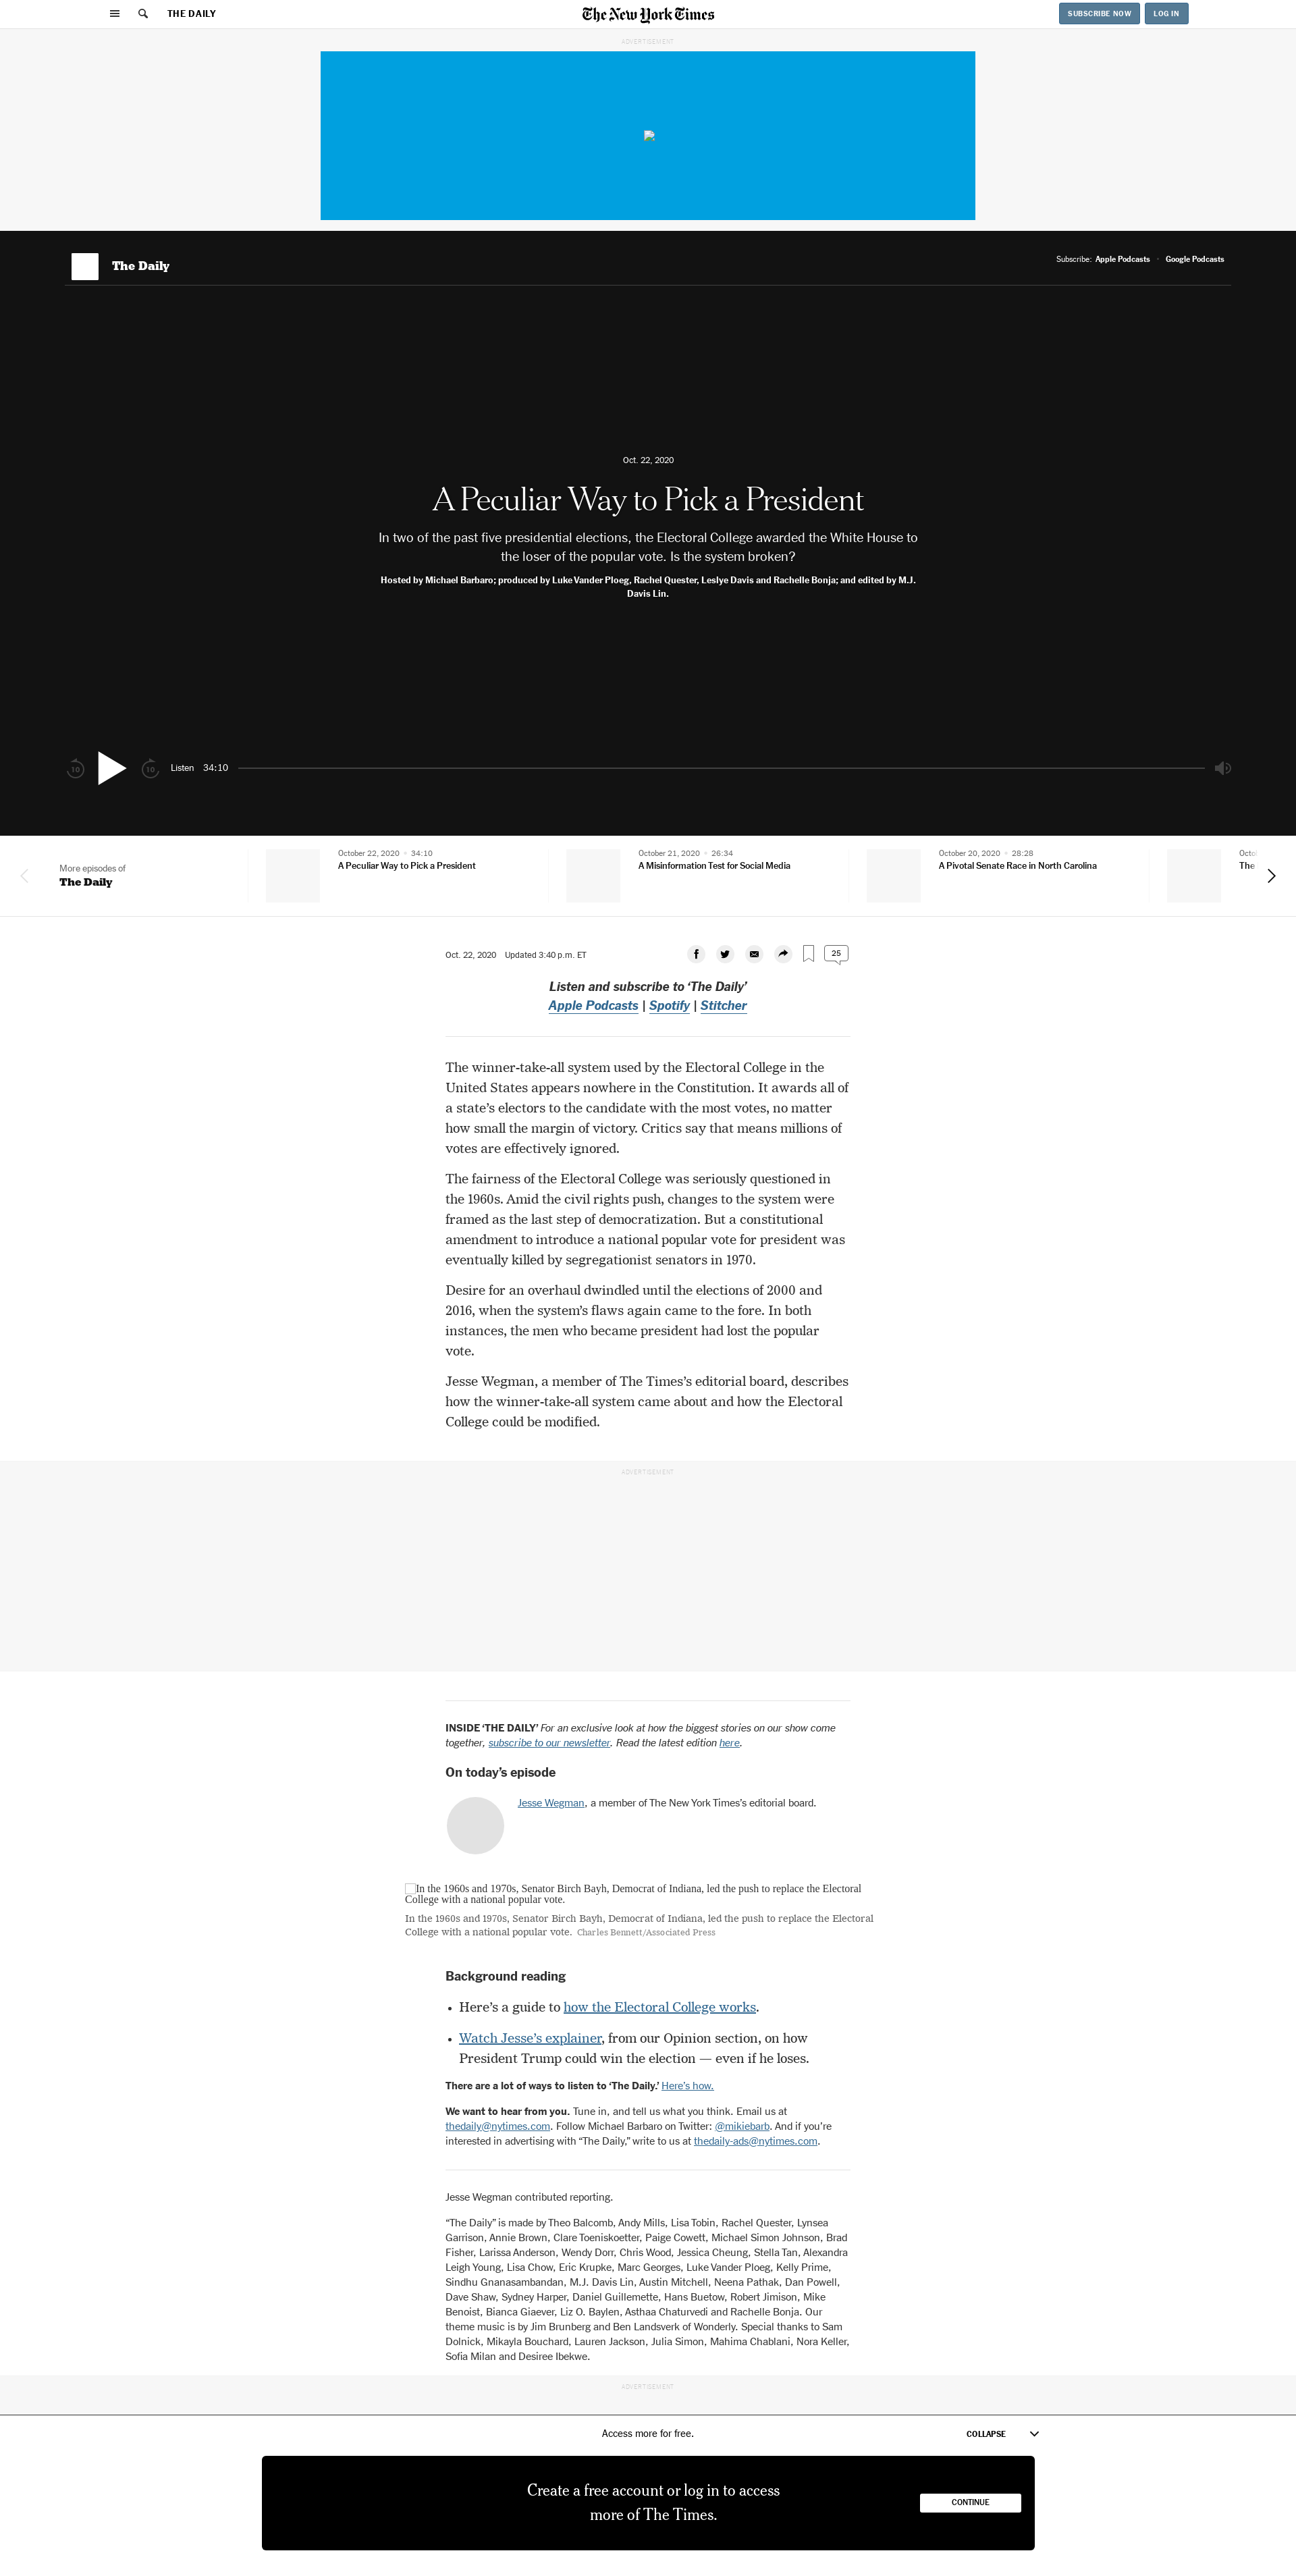 THE DAILY
The New York Times
SUBSCRIBE NOW
LOG IN
ADVERTISEMENT
The Daily
Subscribe: Apple Podcasts • Google Podcasts
Oct. 22, 2020
A Peculiar Way to Pick a President
In two of the past five presidential elections, the Electoral College awarded the White House to
the loser of the popular vote. Is the system broken?
Hosted by Michael Barbaro; produced by Luke Vander Ploeg, Rachel Quester, Leslye Davis and Rachelle Bonja; and edited by M.J.
Davis Lin.
10
10
Listen 34:10
More episodes of
The Daily
October 22, 2020 • 34:10
A Peculiar Way to Pick a President
October 21, 2020 • 26:34
A Misinformation Test for Social Media
October 20, 2020 • 28:28
A Pivotal Senate Race in North Carolina
The
Oct. 22, 2020 Updated 3:40 p.m. ET
25
Listen and subscribe to ‘The Daily’
Apple Podcasts | Spotify | Stitcher
The winner-take-all system used by the Electoral College in the
United States appears nowhere in the Constitution. It awards all of
a state’s electors to the candidate with the most votes, no matter
how small the margin of victory. Critics say that means millions of
votes are effectively ignored.
The fairness of the Electoral College was seriously questioned in
the 1960s. Amid the civil rights push, changes to the system were
framed as the last step of democratization. But a constitutional
amendment to introduce a national popular vote for president was
eventually killed by segregationist senators in 1970.
Desire for an overhaul dwindled until the elections of 2000 and
2016, when the system’s flaws again came to the fore. In both
instances, the men who became president had lost the popular
vote.
Jesse Wegman, a member of The Times’s editorial board, describes
how the winner-take-all system came about and how the Electoral
College could be modified.
ADVERTISEMENT
INSIDE ‘THE DAILY’ For an exclusive look at how the biggest stories on our show come
together, subscribe to our newsletter. Read the latest edition here.
On today’s episode
Jesse Wegman, a member of The New York Times’s editorial board.
In the 1960s and 1970s, Senator Birch Bayh, Democrat of Indiana, led the push to replace the Electoral
College with a national popular vote.
In the 1960s and 1970s, Senator Birch Bayh, Democrat of Indiana, led the push to replace the Electoral
College with a national popular vote. Charles Bennett/Associated Press
Background reading
• Here’s a guide to how the Electoral College works.
• Watch Jesse’s explainer, from our Opinion section, on how
President Trump could win the election — even if he loses.
There are a lot of ways to listen to ‘The Daily.’ Here’s how.
We want to hear from you. Tune in, and tell us what you think. Email us at
thedaily@nytimes.com. Follow Michael Barbaro on Twitter: @mikiebarb. And if you’re
interested in advertising with “The Daily,” write to us at thedaily-ads@nytimes.com.
Jesse Wegman contributed reporting.
“The Daily” is made by Theo Balcomb, Andy Mills, Lisa Tobin, Rachel Quester, Lynsea
Garrison, Annie Brown, Clare Toeniskoetter, Paige Cowett, Michael Simon Johnson, Brad
Fisher, Larissa Anderson, Wendy Dorr, Chris Wood, Jessica Cheung, Stella Tan, Alexandra
Leigh Young, Lisa Chow, Eric Krupke, Marc Georges, Luke Vander Ploeg, Kelly Prime,
Sindhu Gnanasambandan, M.J. Davis Lin, Austin Mitchell, Neena Pathak, Dan Powell,
Dave Shaw, Sydney Harper, Daniel Guillemette, Hans Buetow, Robert Jimison, Mike
Benoist, Bianca Giaever, Liz O. Baylen, Asthaa Chaturvedi and Rachelle Bonja. Our
theme music is by Jim Brunberg and Ben Landsverk of Wonderly. Special thanks to Sam
Dolnick, Mikayla Bouchard, Lauren Jackson, Julia Simon, Mahima Chablani, Nora Keller,
Sofia Milan and Desiree Ibekwe.
ADVERTISEMENT
Access more for free.
COLLAPSE
Create a free account or log in to access
more of The Times.
CONTINUE